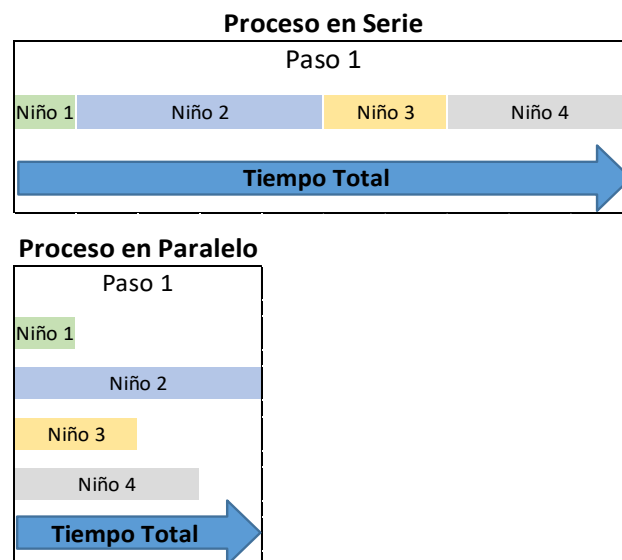 Proceso en Serie
Paso 1
Niño 1 Niño 2 Niño 3 Niño 4
Tiempo Total
Proceso en Paralelo
Paso 1
Niño 1
Niño 2
Niño 3
Niño 4
Tiempo Total